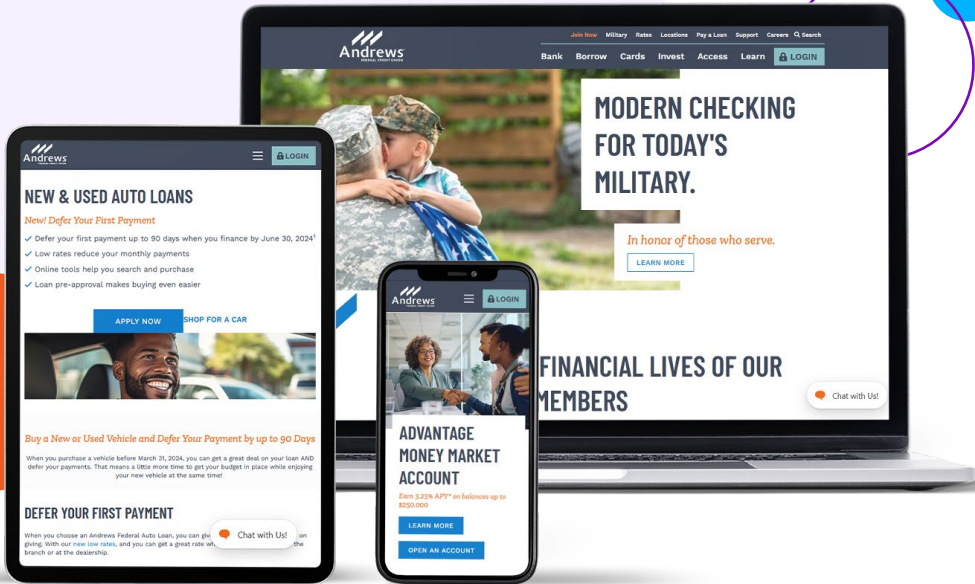 Andrews
FEDERAL CREDIT UNION
Join Now Military Rates Locations Pay a Loan Support Careers Search
Bank Borrow Cards Invest Access Learn LOGIN
MODERN CHECKING
FOR TODAY'S
MILITARY.
In honor of those who serve.
LEARN MORE
FINANCIAL LIVES OF OUR
MEMBERS
Chat with Us!
Andrews
LOGIN
NEW & USED AUTO LOANS
New! Defer Your First Payment
Defer your first payment up to 90 days when you finance by June 30, 2024¹
Low rates reduce your monthly payments
Online tools help you search and purchase
Loan pre-approval makes buying even easier
APPLY NOW SHOP FOR A CAR
Buy a New or Used Vehicle and Defer Your Payment by up to 90 Days
When you purchase a vehicle before March 31, 2024, you can get a great deal on your loan AND
defer your payments. That means a little more time to get your budget in place while enjoying
your new vehicle at the same time!
DEFER YOUR FIRST PAYMENT
When you choose an Andrews Federal Auto Loan, you can on
giving. With our new low rates, and you can get a great rate the
branch or at the dealership.
Chat with Us!
Andrews
LOGIN
ADVANTAGE
MONEY MARKET
ACCOUNT
Earn 3.25% APY* on balances up to
$250,000
LEARN MORE
OPEN AN ACCOUNT